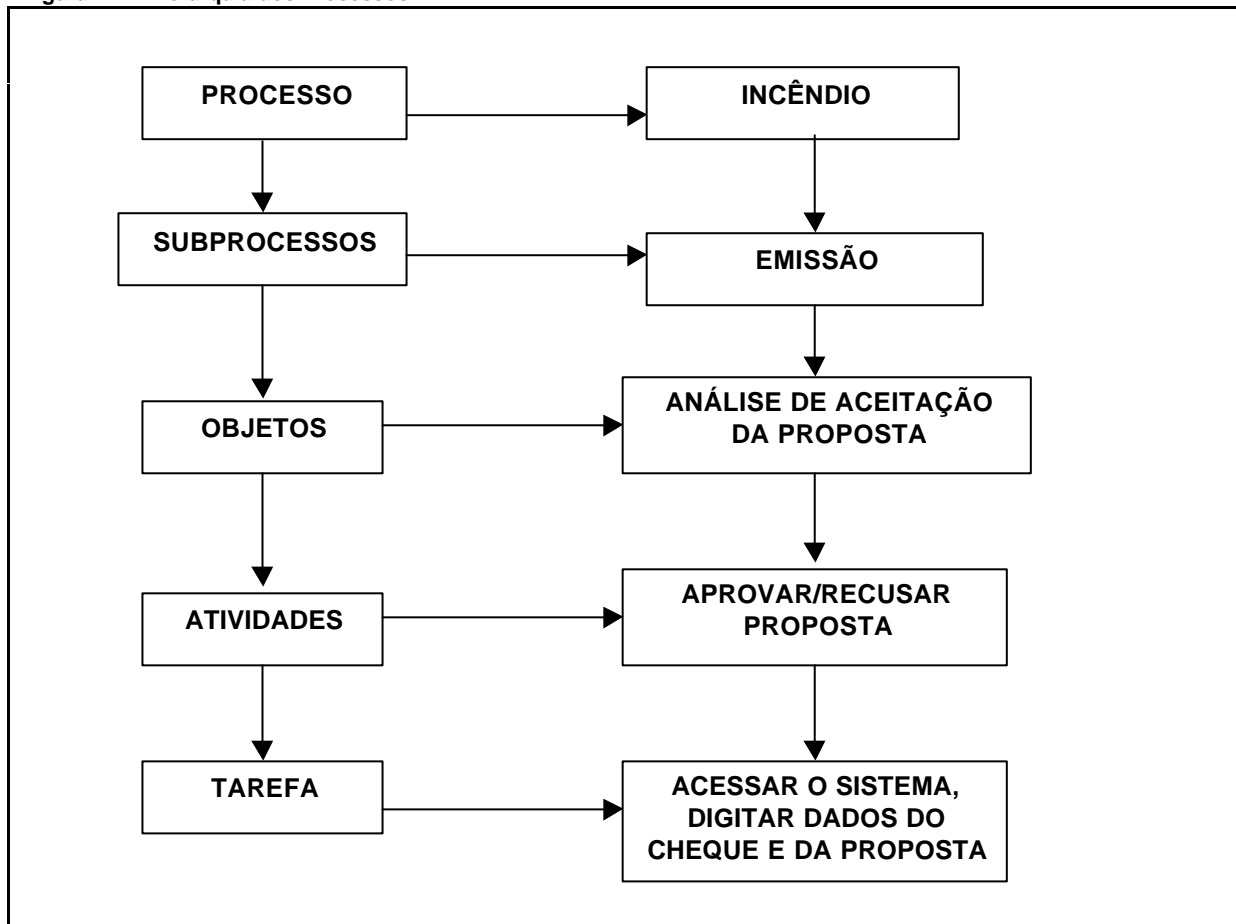 PROCESSO
INCÊNDIO
SUBPROCESSOS
EMISSÃO
OBJETOS
ANÁLISE DE ACEITAÇÃO
DA PROPOSTA
ATIVIDADES
APROVAR/RECUSAR
PROPOSTA
TAREFA
ACESSAR O SISTEMA,
DIGITAR DADOS DO
CHEQUE E DA PROPOSTA